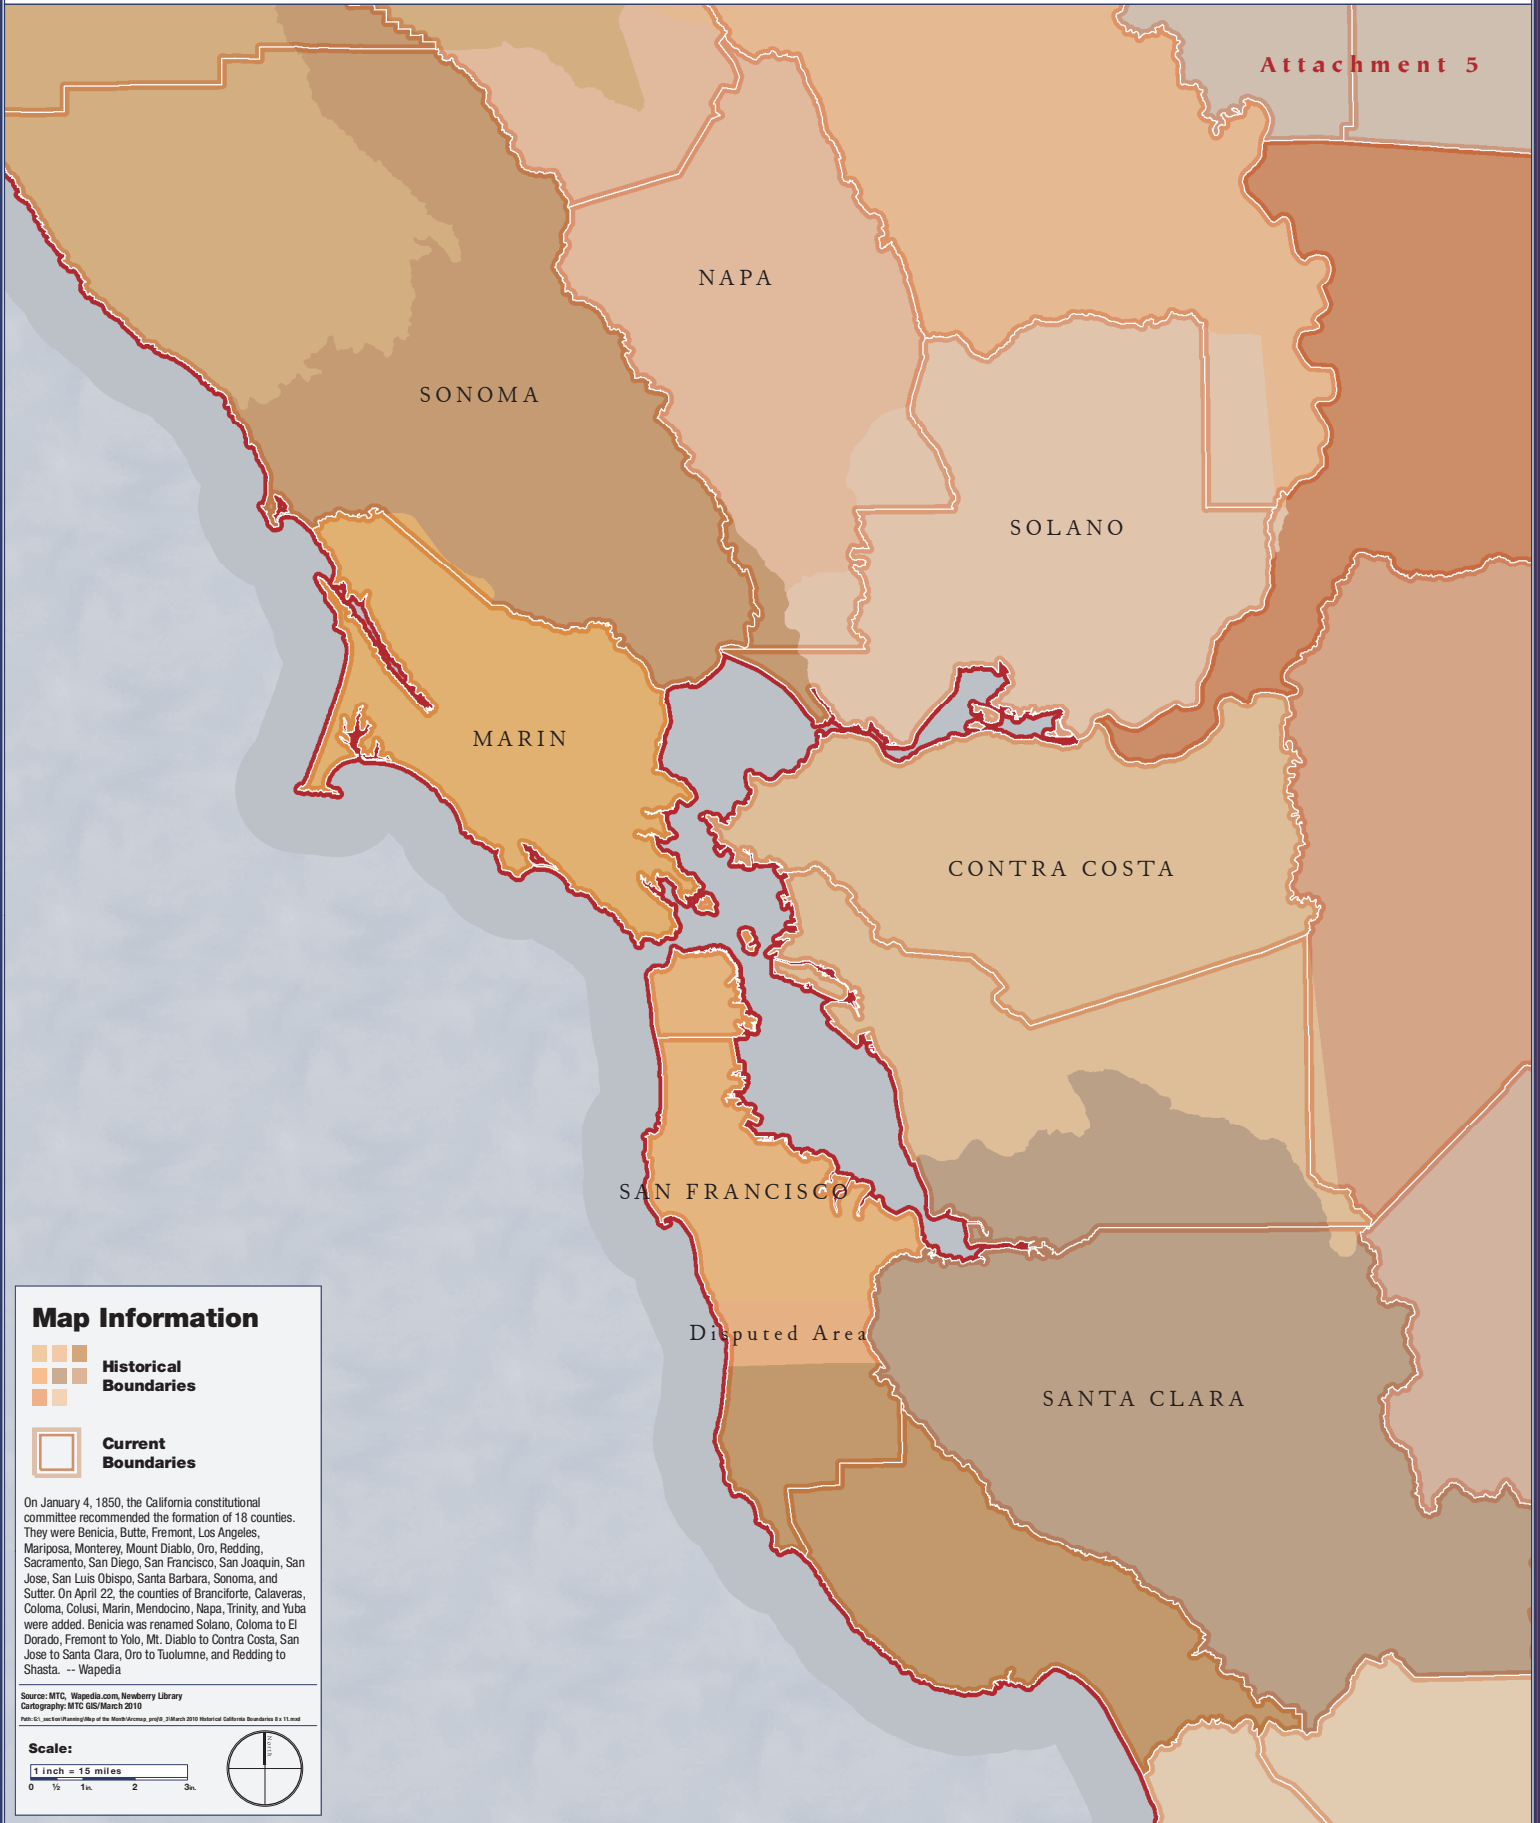 Attachment 5
NAPA
SONOMA
SOLANO
MARIN
CONTRA COSTA
SAN FRANCISCO
Disputed Area
SANTA CLARA
Map Information
Historical
Boundaries
Current
Boundaries
On January 4, 1850, the California constitutional
committee recommended the formation of 18 counties.
They were Benicia, Butte, Fremont, Los Angeles,
Mariposa, Monterey, Mount Diablo, Oro, Redding,
Sacramento, San Diego, San Francisco, San Joaquin, San
Jose, San Luis Obispo, Santa Barbara, Sonoma, and
Sutter. On April 22, the counties of Branciforte, Calaveras,
Coloma, Colusi, Marin, Mendocino, Napa, Trinity, and Yuba
were added. Benicia was renamed Solano, Coloma to El
Dorado, Fremont to Yolo, Mt. Diablo to Contra Costa, San
Jose to Santa Clara, Oro to Tuolumne, and Redding to
Shasta. -- Wapedia
Source: MTC, Wapedia.com, Newberry Library
Cartography: MTC GIS/March 2010
Scale:
North
1 inch = 15 miles
0 ½ 1in. 2 3in.